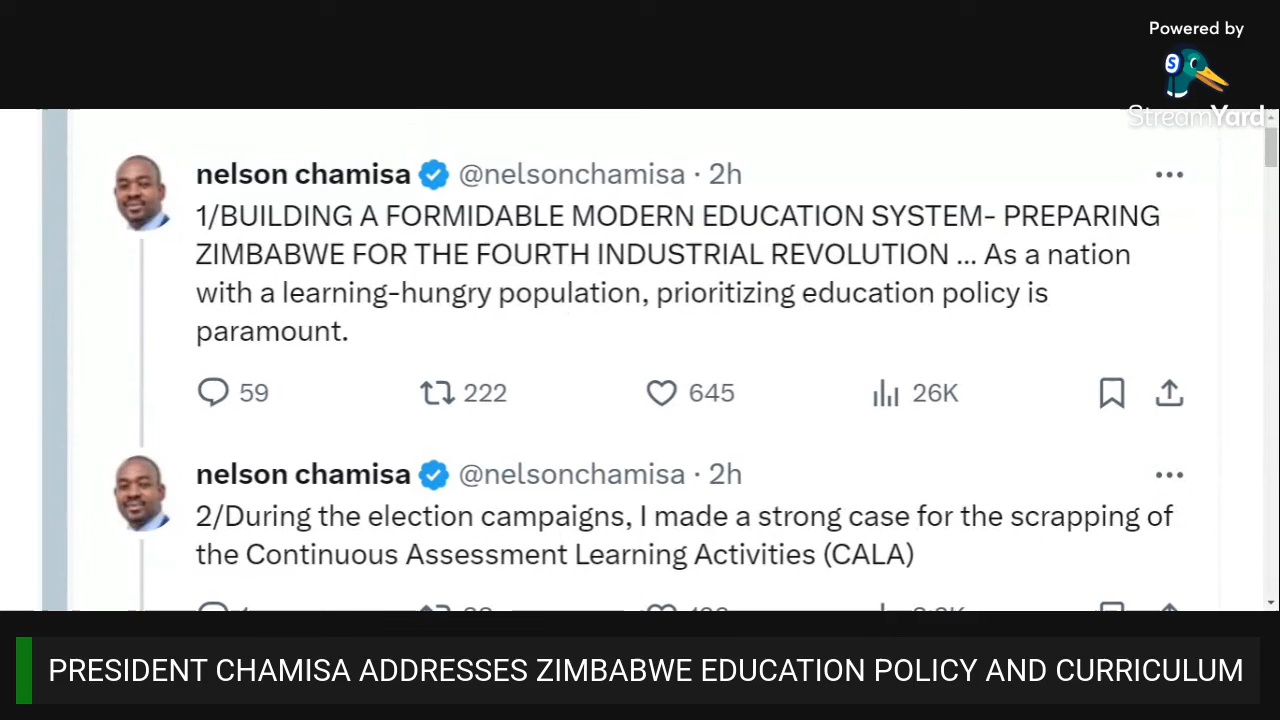 Powered by
S
StreamYard
nelson chamisa @nelsonchamisa · 2h
1/BUILDING A FORMIDABLE MODERN EDUCATION SYSTEM- PREPARING
ZIMBABWE FOR THE FOURTH INDUSTRIAL REVOLUTION ... As a nation
with a learning-hungry population, prioritizing education policy is
paramount.
59 222 645 26K
nelson chamisa @nelsonchamisa · 2h
2/During the election campaigns, I made a strong case for the scrapping of
the Continuous Assessment Learning Activities (CALA)
PRESIDENT CHAMISA ADDRESSES ZIMBABWE EDUCATION POLICY AND CURRICULUM